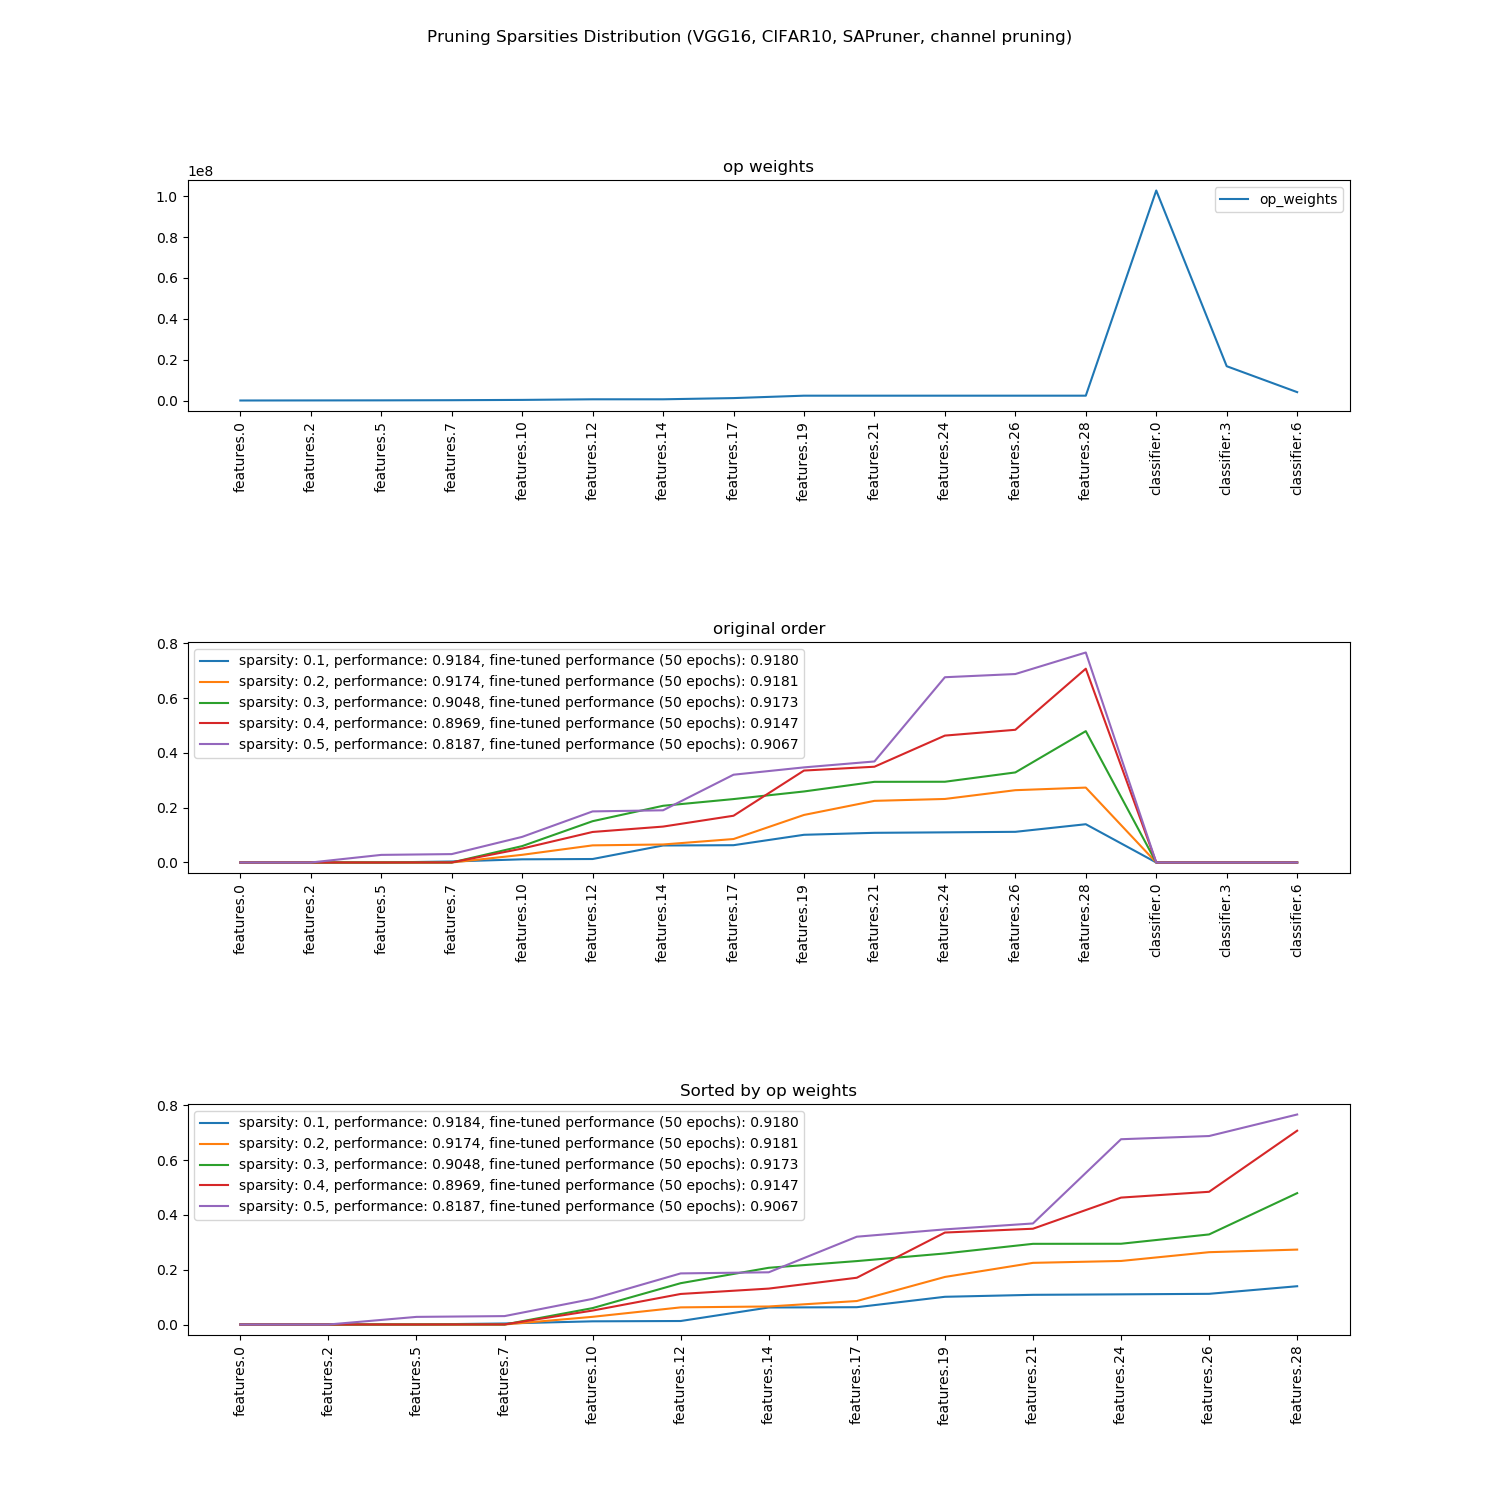 Pruning Sparsities Distribution (VGG16, CIFAR10, SAPruner, channel pruning)
op weights
1e8
1.0
0.8
0.6
0.4
0.2
0.0
op_weights
features.0
features.2
features.5
features.7
features.10
features.12
features.14
features.17
features.19
features.21
features.24
features.26
features.28
classifier.0
classifier.3
classifier.6
original order
0.8
0.6
0.4
0.2
0.0
sparsity: 0.1, performance: 0.9184, fine-tuned performance (50 epochs): 0.9180
sparsity: 0.2, performance: 0.9174, fine-tuned performance (50 epochs): 0.9181
sparsity: 0.3, performance: 0.9048, fine-tuned performance (50 epochs): 0.9173
sparsity: 0.4, performance: 0.8969, fine-tuned performance (50 epochs): 0.9147
sparsity: 0.5, performance: 0.8187, fine-tuned performance (50 epochs): 0.9067
features.0
features.2
features.5
features.7
features.10
features.12
features.14
features.17
features.19
features.21
features.24
features.26
features.28
classifier.0
classifier.3
classifier.6
Sorted by op weights
0.8
0.6
0.4
0.2
0.0
sparsity: 0.1, performance: 0.9184, fine-tuned performance (50 epochs): 0.9180
sparsity: 0.2, performance: 0.9174, fine-tuned performance (50 epochs): 0.9181
sparsity: 0.3, performance: 0.9048, fine-tuned performance (50 epochs): 0.9173
sparsity: 0.4, performance: 0.8969, fine-tuned performance (50 epochs): 0.9147
sparsity: 0.5, performance: 0.8187, fine-tuned performance (50 epochs): 0.9067
features.0
features.2
features.5
features.7
features.10
features.12
features.14
features.17
features.19
features.21
features.24
features.26
features.28